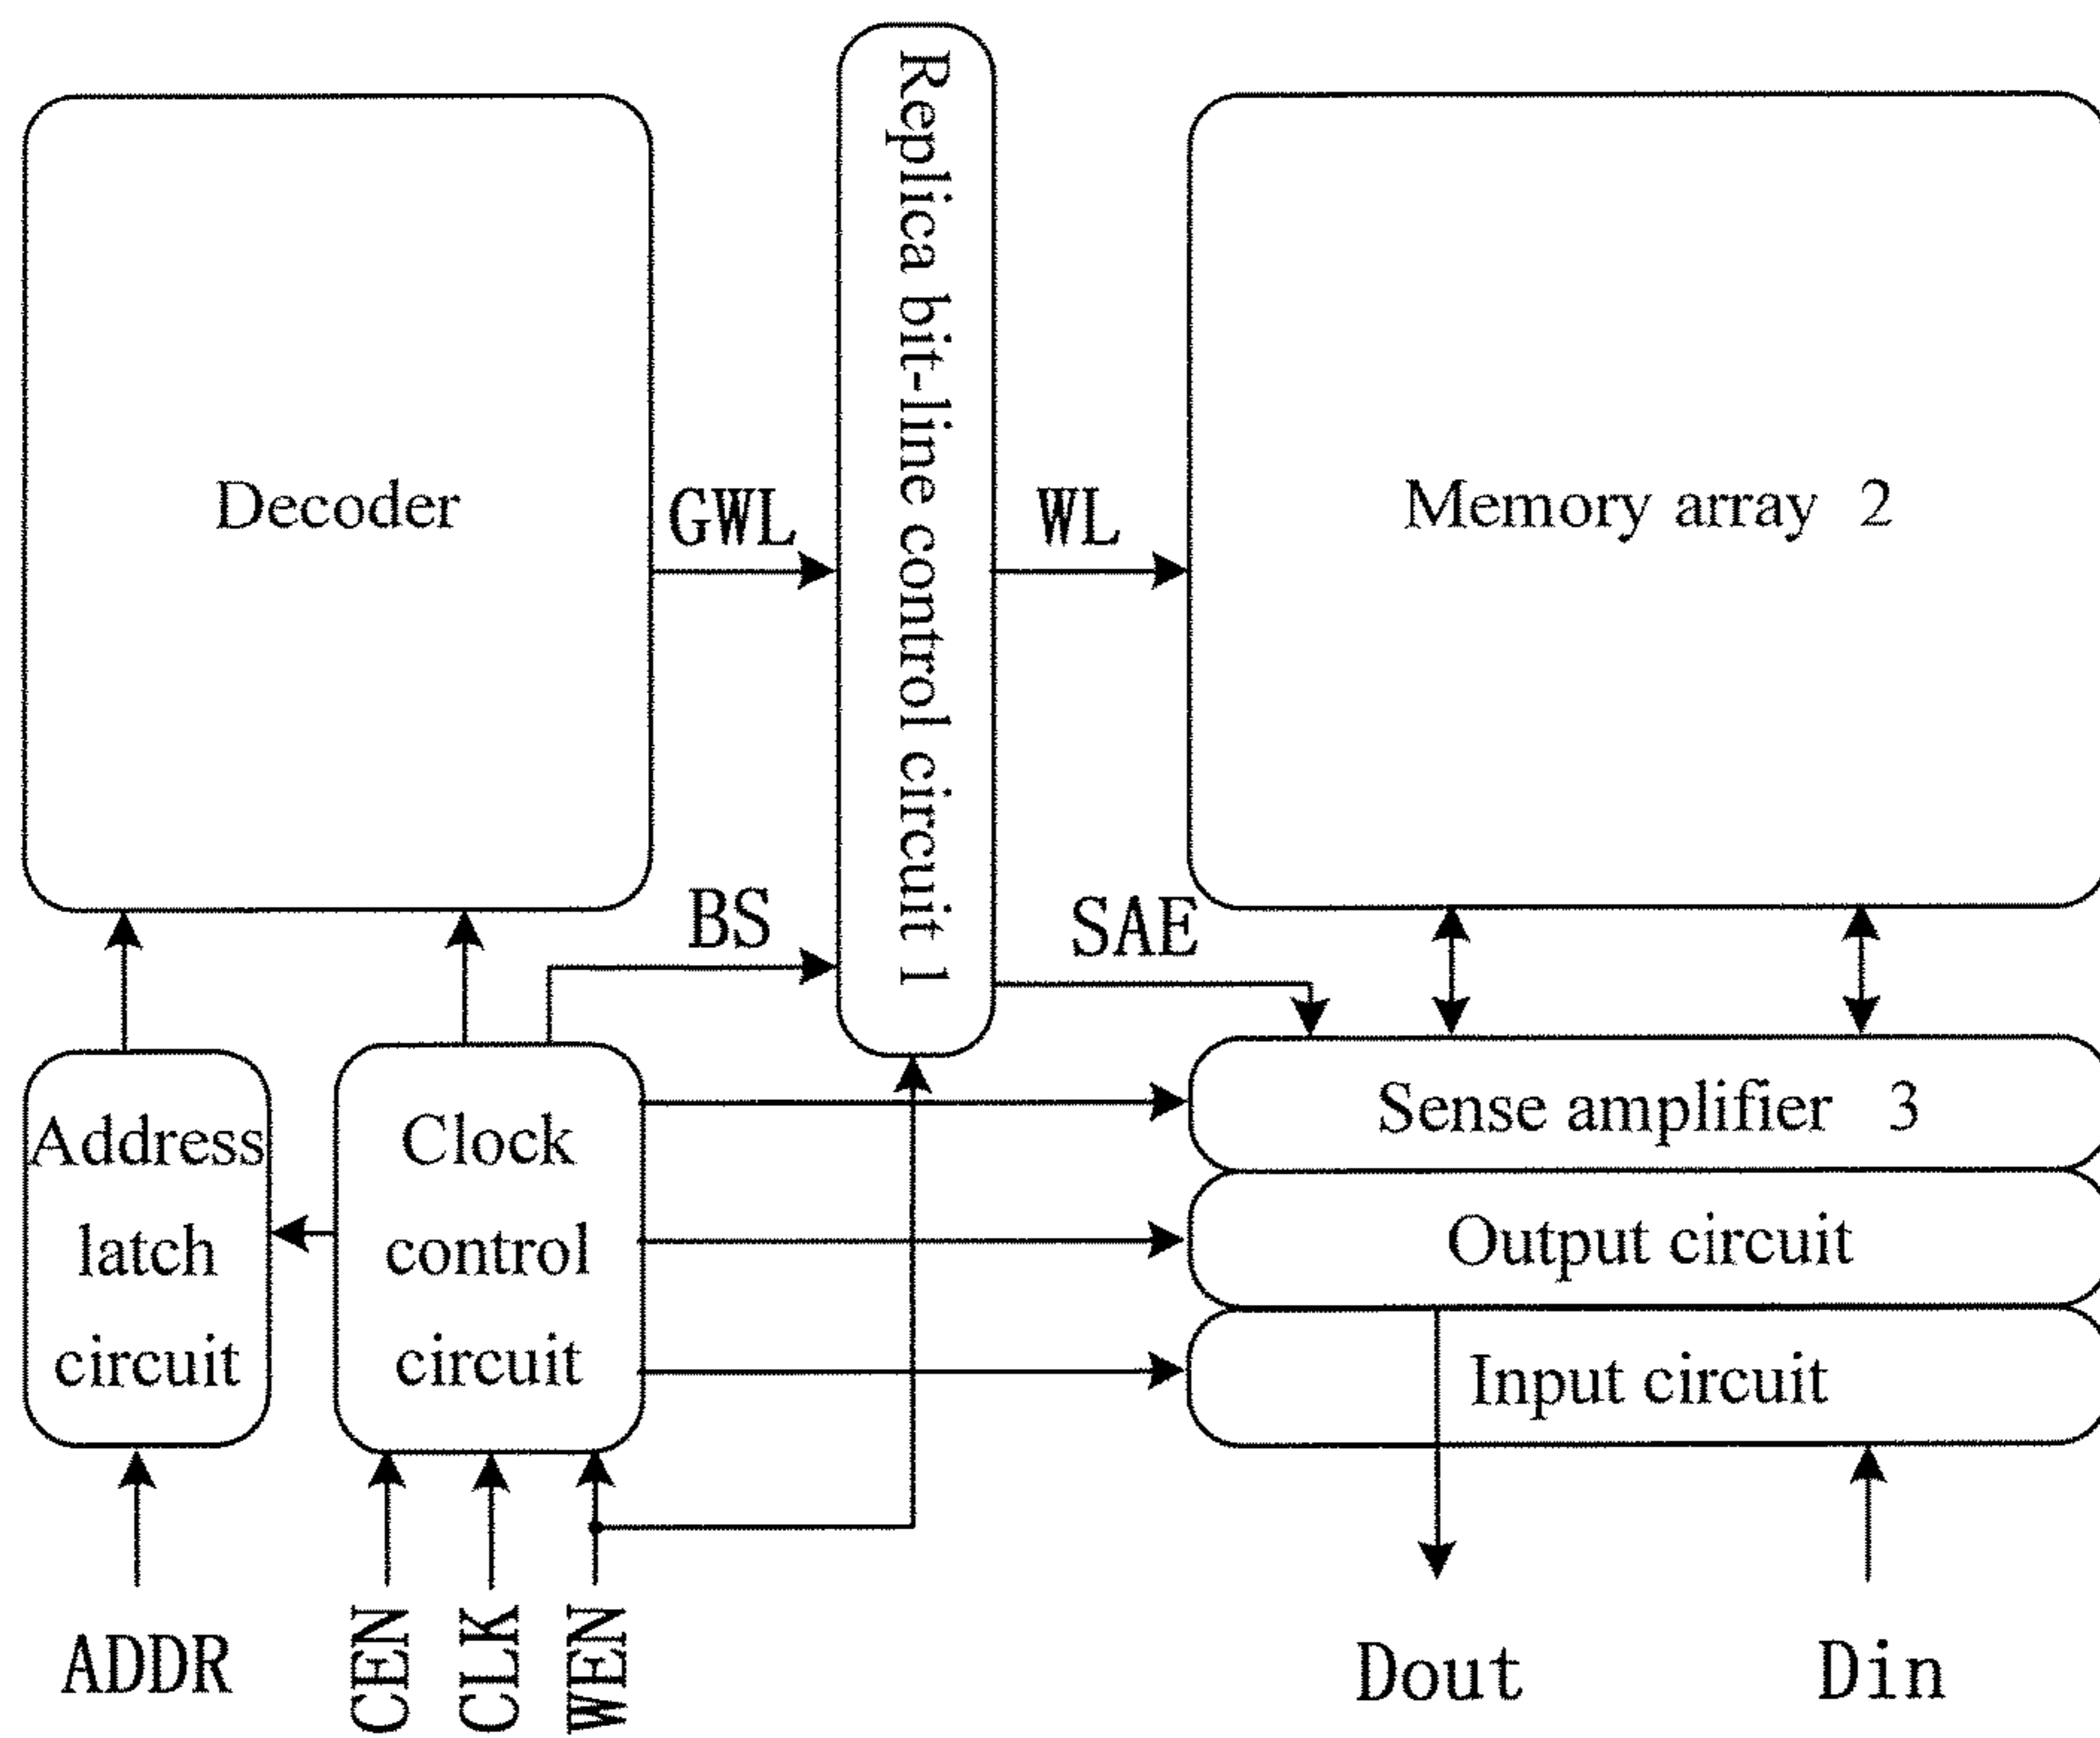 Replica bit-line control circuit 1
Decoder
GWL
WL
Memory array 2
BS
SAE
Address
latch
circuit
Clock
control
circuit
Sense amplifier 3
Output circuit
Input circuit
ADDR
CEN
CLK
WEN
Dout
Din